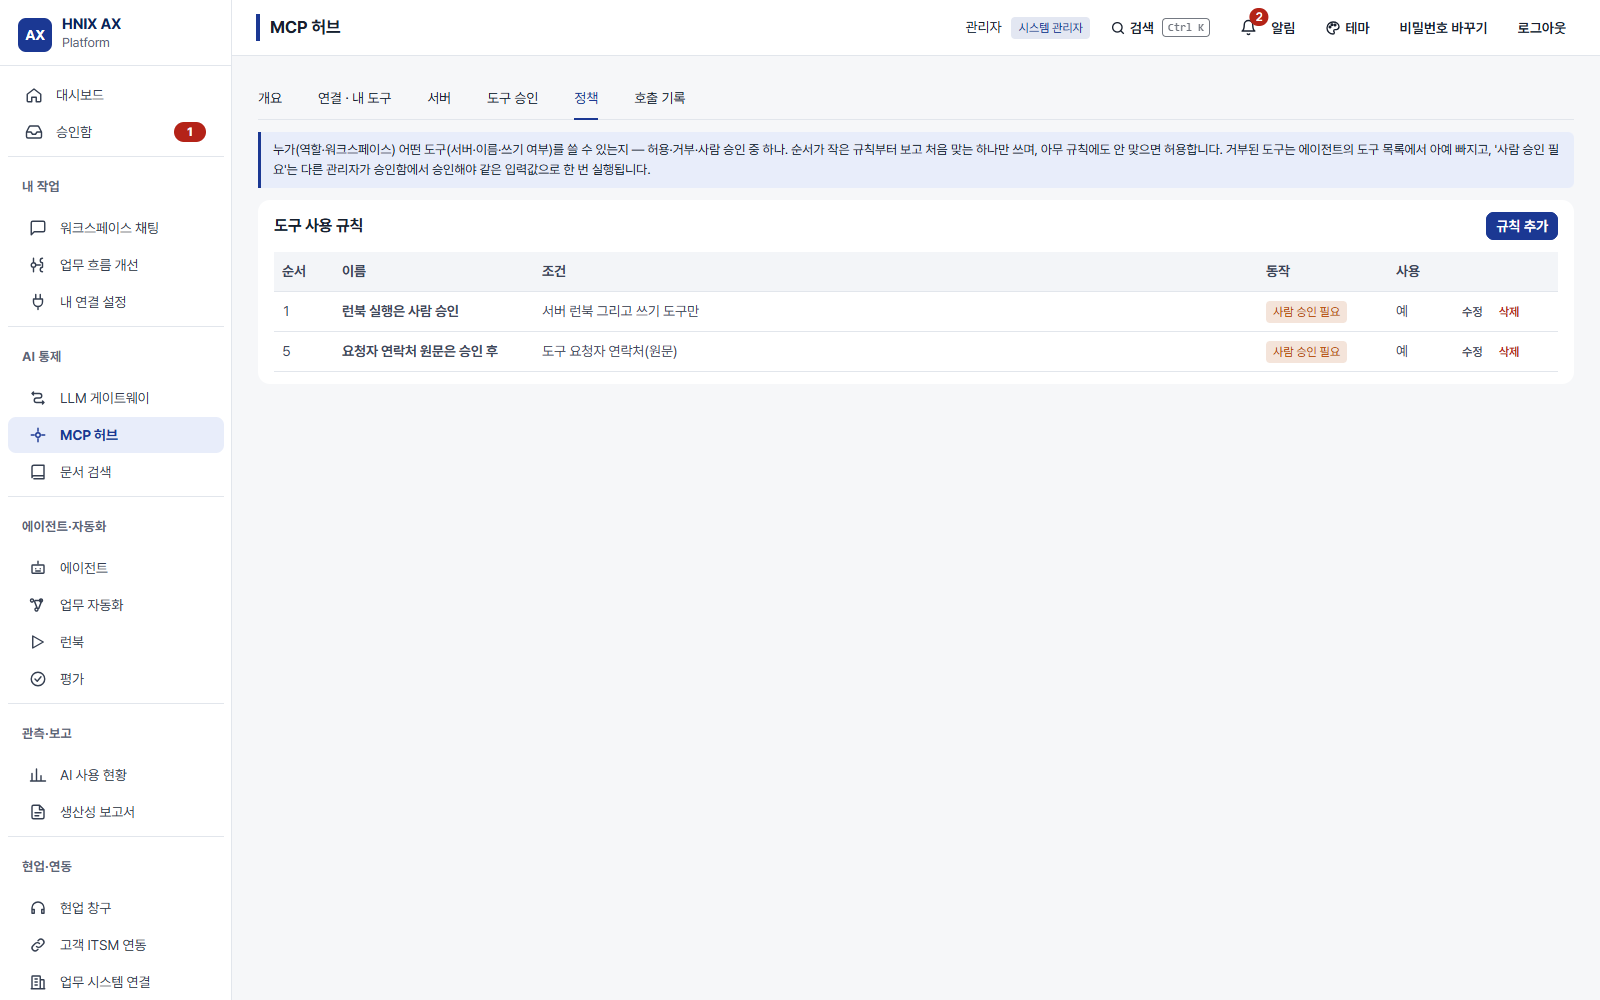 AX
HNIX AX
Platform
MCP 허브
관리자
시스템 관리자
검색
Ctrl K
2
알림
테마
비밀번호 바꾸기
로그아웃
대시보드
승인함
1
내 작업
워크스페이스 채팅
업무 흐름 개선
내 연결 설정
AI 통제
LLM 게이트웨이
MCP 허브
문서 검색
에이전트·자동화
에이전트
업무 자동화
런북
평가
관측·보고
AI 사용 현황
생산성 보고서
현업·연동
현업 창구
고객 ITSM 연동
업무 시스템 연결
개요
연결 · 내 도구
서버
도구 승인
정책
호출 기록
누가(역할·워크스페이스) 어떤 도구(서버·이름·쓰기 여부)를 쓸 수 있는지 — 허용·거부·사람 승인 중 하나. 순서가 작은 규칙부터 보고 처음 맞는 하나만 쓰며, 아무 규칙에도 안 맞으면 허용합니다. 거부된 도구는 에이전트의 도구 목록에서 아예 빠지고, '사람 승인 필
요'는 다른 관리자가 승인함에서 승인해야 같은 입력값으로 한 번 실행됩니다.
도구 사용 규칙
규칙 추가
순서 이름 조건 동작 사용
1 런북 실행은 사람 승인 서버 런북 그리고 쓰기 도구만 사람 승인 필요 예 수정 삭제
5 요청자 연락처 원문은 승인 후 도구 요청자 연락처(원문) 사람 승인 필요 예 수정 삭제